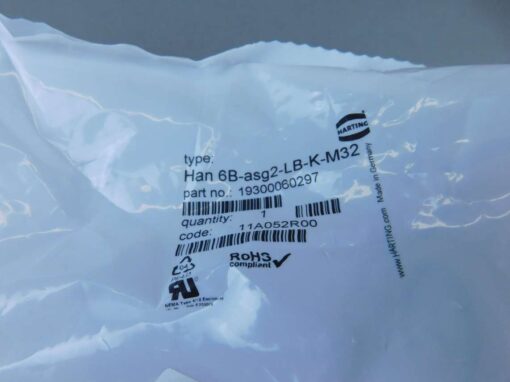 HARTING
type:
Han 6B-asg2-LB-K-M32
part no.: 19300060297
quantity: 1
code: 11A052R00
RoHS
compliant
04
www.HARTING.com Made in Germany